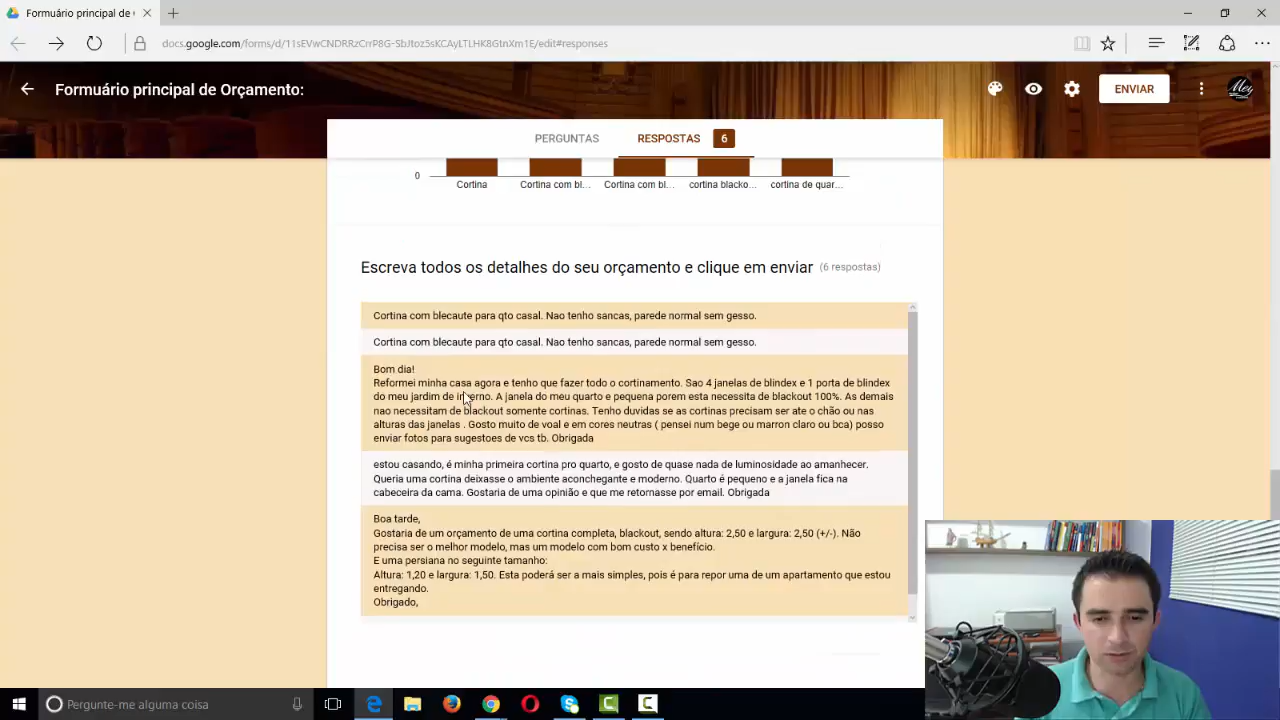 Formuário principal de
docs.google.com/forms/d/11sEVwCNDRRzCrrP8G-SbJtoz5sKCAyLTLHK8GtnXm1E/edit#responses
Formuário principal de Orçamento:
ENVIAR
PERGUNTAS RESPOSTAS 6
0
Cortina Cortina com bl... Cortina com bl... cortina blacko... cortina de quar...
Escreva todos os detalhes do seu orçamento e clique em enviar (6 respostas)
Cortina com blecaute para qto casal. Nao tenho sancas, parede normal sem gesso.
Cortina com blecaute para qto casal. Nao tenho sancas, parede normal sem gesso.
Bom dia!
Reformei minha casa agora e tenho que fazer todo o cortinamento. Sao 4 janelas de blindex e 1 porta de blindex
do meu jardim de inverno. A janela do meu quarto e pequena porem esta necessita de blackout 100%. As demais
nao necessitam de blackout somente cortinas. Tenho duvidas se as cortinas precisam ser ate o chão ou nas
alturas das janelas . Gosto muito de voal e em cores neutras ( pensei num bege ou marron claro ou bca) posso
enviar fotos para sugestoes de vcs tb. Obrigada
estou casando, é minha primeira cortina pro quarto, e gosto de quase nada de luminosidade ao amanhecer.
Queria uma cortina deixasse o ambiente aconchegante e moderno. Quarto é pequeno e a janela fica na
cabeceira da cama. Gostaria de uma opinião e que me retornasse por email. Obrigada
Boa tarde,
Gostaria de um orçamento de uma cortina completa, blackout, sendo altura: 2,50 e largura: 2,50 (+/-). Não
precisa ser o melhor modelo, mas um modelo com bom custo x benefício.
E uma persiana no seguinte tamanho:
Altura: 1,20 e largura: 1,50. Esta poderá ser a mais simples, pois é para repor uma de um apartamento que estou
entregando.
Obrigado,
Pergunte-me alguma coisa